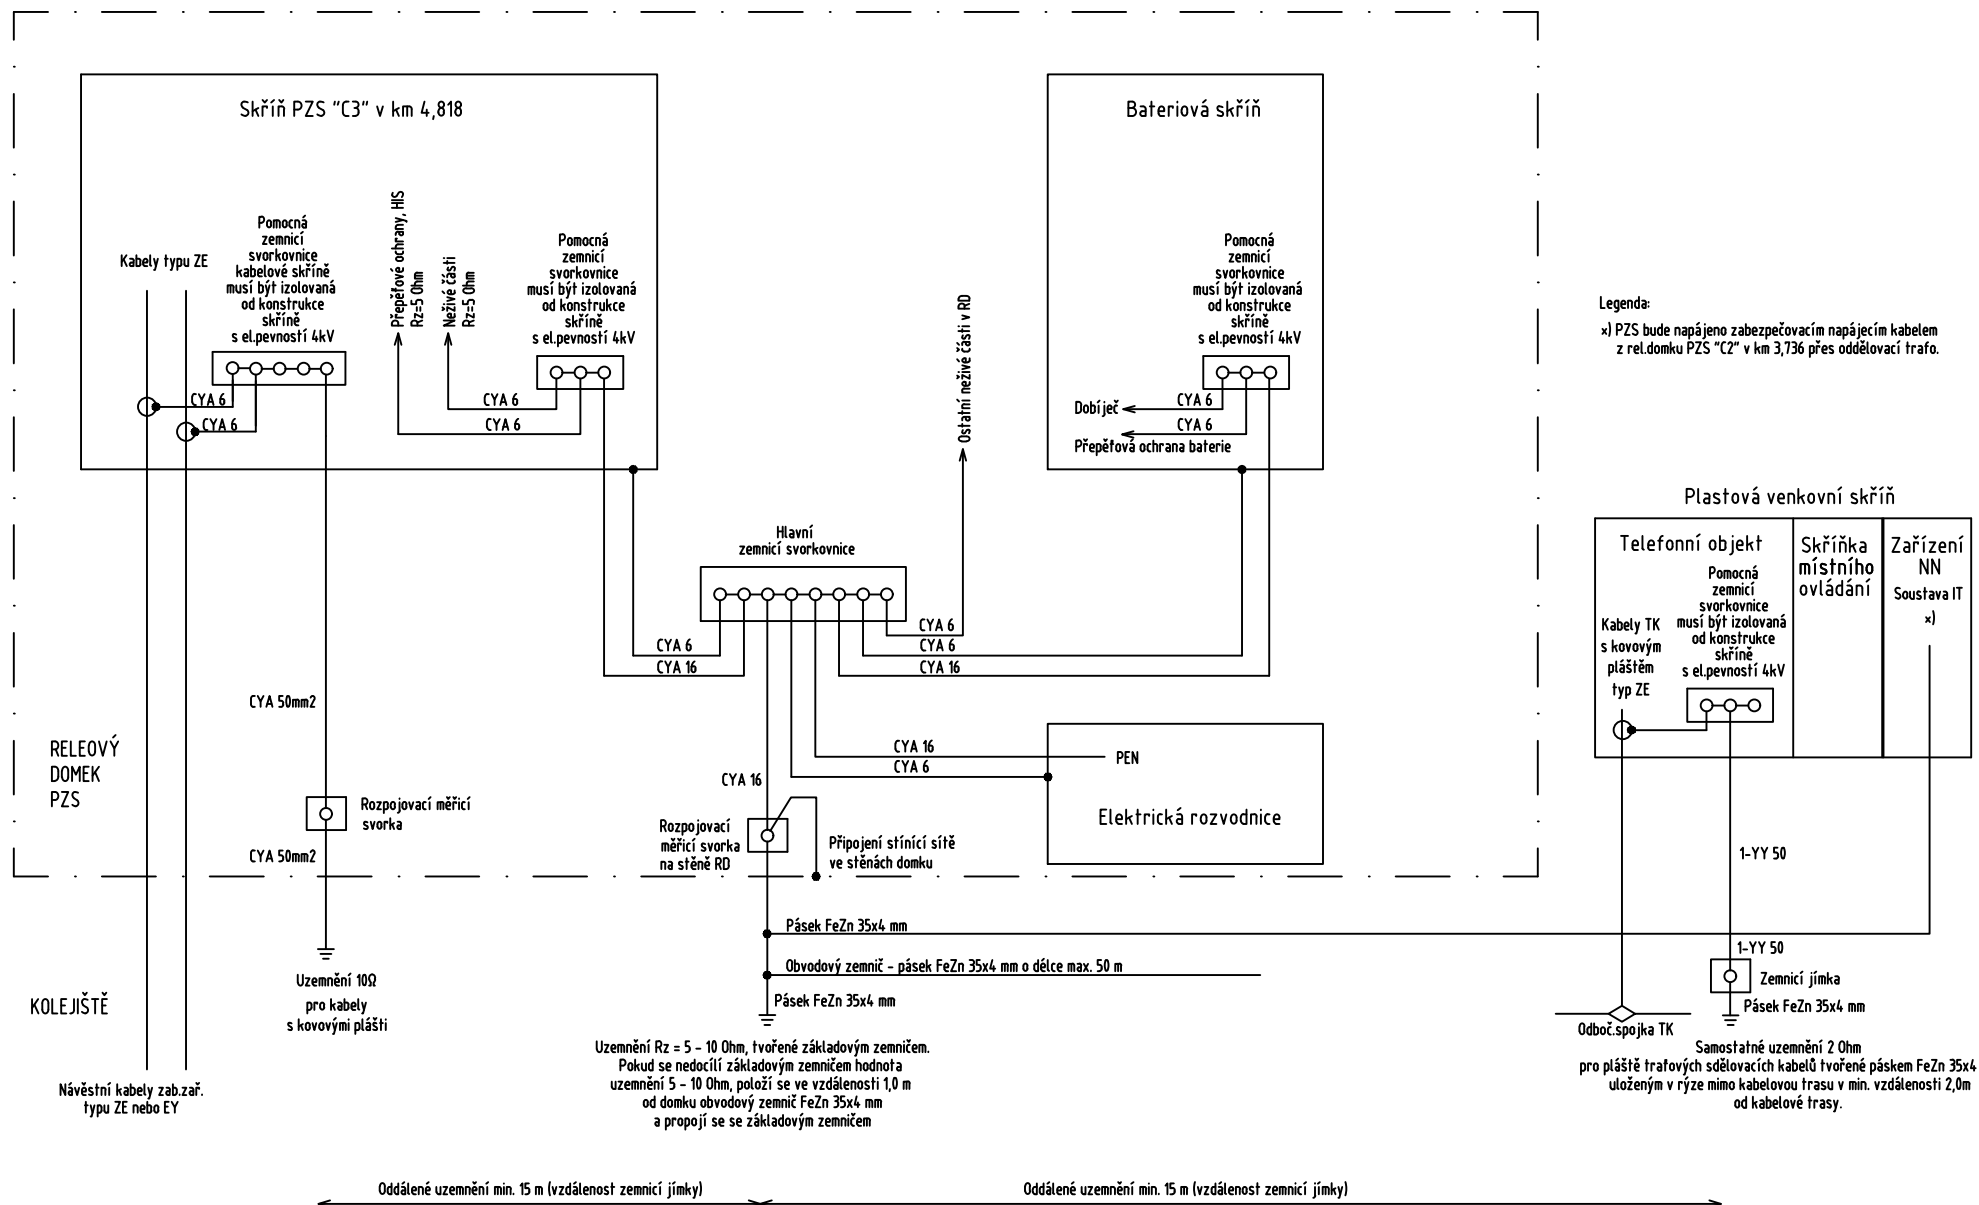 Skříň PZS "C3" v km 4,818
Kabely typu ZE
Pomocná
zemnicí
svorkovnice
kabelové skříně
musí být izolovaná
od konstrukce
skříně
s el.pevností 4kV
CYA 6
CYA 6
Přepěťové ochrany, HIS
Rz=5 Ohm
Neživé části
Rz=5 Ohm
Pomocná
zemnicí
svorkovnice
musí být izolovaná
od konstrukce
skříně
s el.pevností 4kV
CYA 6
CYA 6
Bateriová skříň
Pomocná
zemnicí
svorkovnice
musí být izolovaná
od konstrukce
skříně
s el.pevností 4kV
Dobíječ
CYA 6
CYA 6
Přepěťová ochrana baterie
Ostatní neživé části v RD
Legenda:
×) PZS bude napájeno zabezpečovacím napájecím kabelem
z rel.domku PZS "C2" v km 3,736 přes oddělovací trafo.
Hlavní
zemnicí svorkovnice
CYA 6
CYA 16
CYA 6
CYA 6
CYA 16
CYA 50mm2
RELEOVÝ
DOMEK
PZS
Rozpojovací měřicí
svorka
CYA 50mm2
CYA 16
CYA 16
CYA 6
PEN
Elektrická rozvodnice
Rozpojovací
měřicí svorka
na stěně RD
Připojení stínící sítě
ve stěnách domku
Plastová venkovní skříň
Telefonní objekt
Pomocná
zemnicí
svorkovnice
musí být izolovaná
od konstrukce
skříně
s el.pevností 4kV
Kabely TK
s kovovým
pláštěm
typ ZE
Skříňka
místního
ovládání
Zařízení
NN
Soustava IT
×)
1-YY 50
1-YY 50
Zemnicí jímka
Pásek FeZn 35x4 mm
Odboč.spojka TK
Samostatné uzemnění 2 Ohm
pro pláště traťových sdělovacích kabelů tvořené páskem FeZn 35x4
uloženým v rýze mimo kabelovou trasu v min. vzdálenosti 2,0m
od kabelové trasy.
Pásek FeZn 35x4 mm
Obvodový zemnič - pásek FeZn 35x4 mm o délce max. 50 m
Pásek FeZn 35x4 mm
Uzemnění Rz = 5 - 10 Ohm, tvořené základovým zemničem.
Pokud se nedocílí základovým zemničem hodnota
uzemnění 5 - 10 Ohm, položí se ve vzdálenosti 1,0 m
od domku obvodový zemnič FeZn 35x4 mm
a propojí se se základovým zemničem
Uzemnění 10Ω
pro kabely
s kovovými plášti
KOLEJIŠTĚ
Návěstní kabely zab.zař.
typu ZE nebo EY
Oddálené uzemnění min. 15 m (vzdálenost zemnicí jímky)
Oddálené uzemnění min. 15 m (vzdálenost zemnicí jímky)